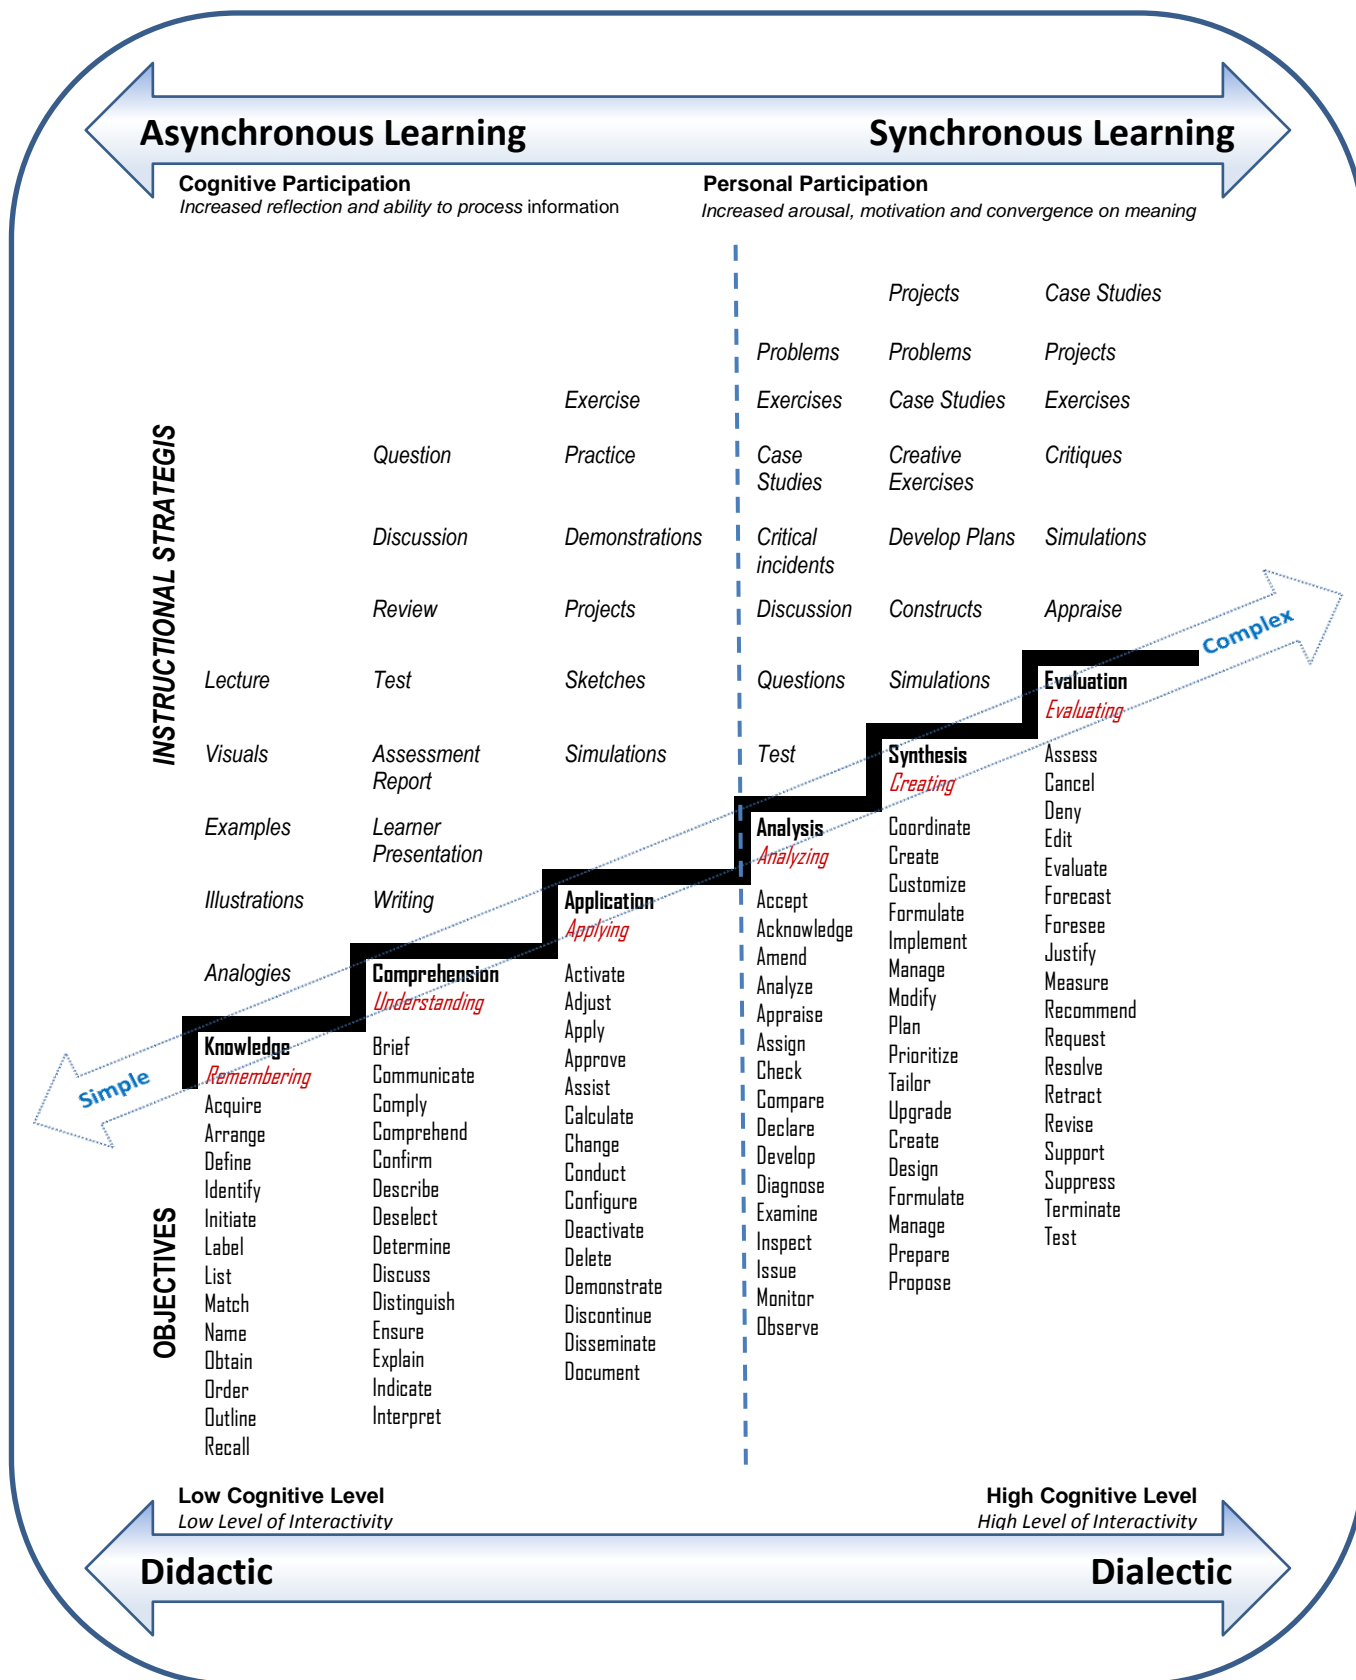 Asynchronous Learning
Synchronous Learning
Cognitive Participation
Increased reflection and ability to process information
Personal Participation
Increased arousal, motivation and convergence on meaning
INSTRUCTIONAL STRATEGIS
Lecture
Visuals
Examples
Illustrations
Analogies
Question
Discussion
Review
Test
Assessment
Report
Learner
Presentation
Writing
Exercise
Practice
Demonstrations
Projects
Sketches
Simulations
Problems
Exercises
Case
Studies
Critical
incidents
Discussion
Questions
Test
Projects
Problems
Case Studies
Creative
Exercises
Develop Plans
Constructs
Simulations
Case Studies
Projects
Exercises
Critiques
Simulations
Appraise
Simple
Complex
OBJECTIVES
Knowledge
Remembering
Acquire
Arrange
Define
Identify
Initiate
Label
List
Match
Name
Obtain
Order
Outline
Recall
Comprehension
Understanding
Brief
Communicate
Comply
Comprehend
Confirm
Describe
Deselect
Determine
Discuss
Distinguish
Ensure
Explain
Indicate
Interpret
Application
Applying
Activate
Adjust
Apply
Approve
Assist
Calculate
Change
Conduct
Configure
Deactivate
Delete
Demonstrate
Discontinue
Disseminate
Document
Analysis
Analyzing
Accept
Acknowledge
Amend
Analyze
Appraise
Assign
Check
Compare
Declare
Develop
Diagnose
Examine
Inspect
Issue
Monitor
Observe
Synthesis
Creating
Coordinate
Create
Customize
Formulate
Implement
Manage
Modify
Plan
Prioritize
Tailor
Upgrade
Create
Design
Formulate
Manage
Prepare
Propose
Evaluation
Evaluating
Assess
Cancel
Deny
Edit
Evaluate
Forecast
Foresee
Justify
Measure
Recommend
Request
Resolve
Retract
Revise
Support
Suppress
Terminate
Test
Low Cognitive Level
Low Level of Interactivity
High Cognitive Level
High Level of Interactivity
Didactic
Dialectic